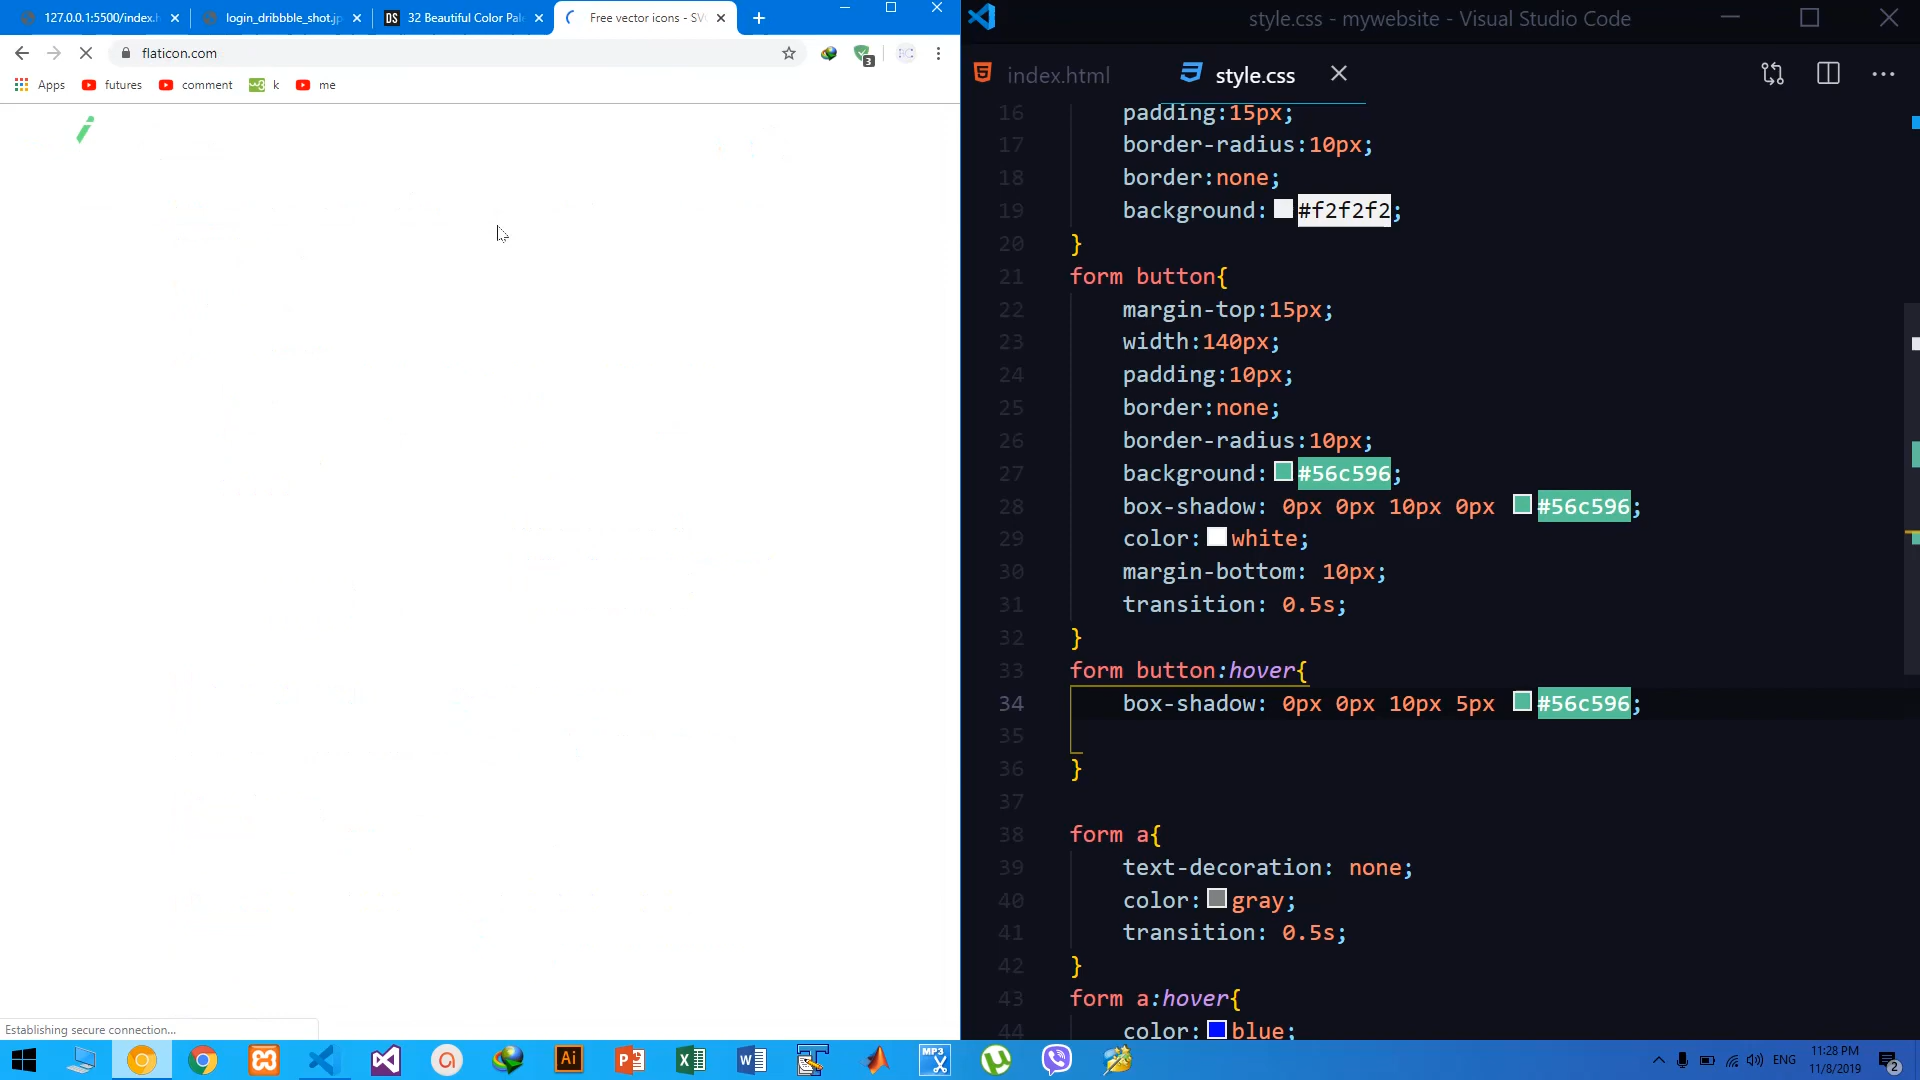 127.0.0.1:5500/index.h
login_dribbble_shot.jp
DS 32 Beautiful Color Pal
Free vector icons - SV
flaticon.com
3
Apps
futures
comment
w3 k
me
Establishing secure connection...
style.css - mywebsite - Visual Studio Code
index.html
style.css
16 padding:15px;
17 border-radius:10px;
18 border:none;
19 background:#f2f2f2;
20 }
21 form button{
22 margin-top:15px;
23 width:140px;
24 padding:10px;
25 border:none;
26 border-radius:10px;
27 background:#56c596;
28 box-shadow: 0px 0px 10px 0px #56c596;
29 color:white;
30 margin-bottom: 10px;
31 transition: 0.5s;
32 }
33 form button:hover{
34 box-shadow: 0px 0px 10px 5px #56c596;
35
36 }
37
38 form a{
39 text-decoration: none;
40 color:gray;
41 transition: 0.5s;
42 }
43 form a:hover{
44 color:blue;
Ai
MP3
ENG
11:28 PM
11/8/2019
2